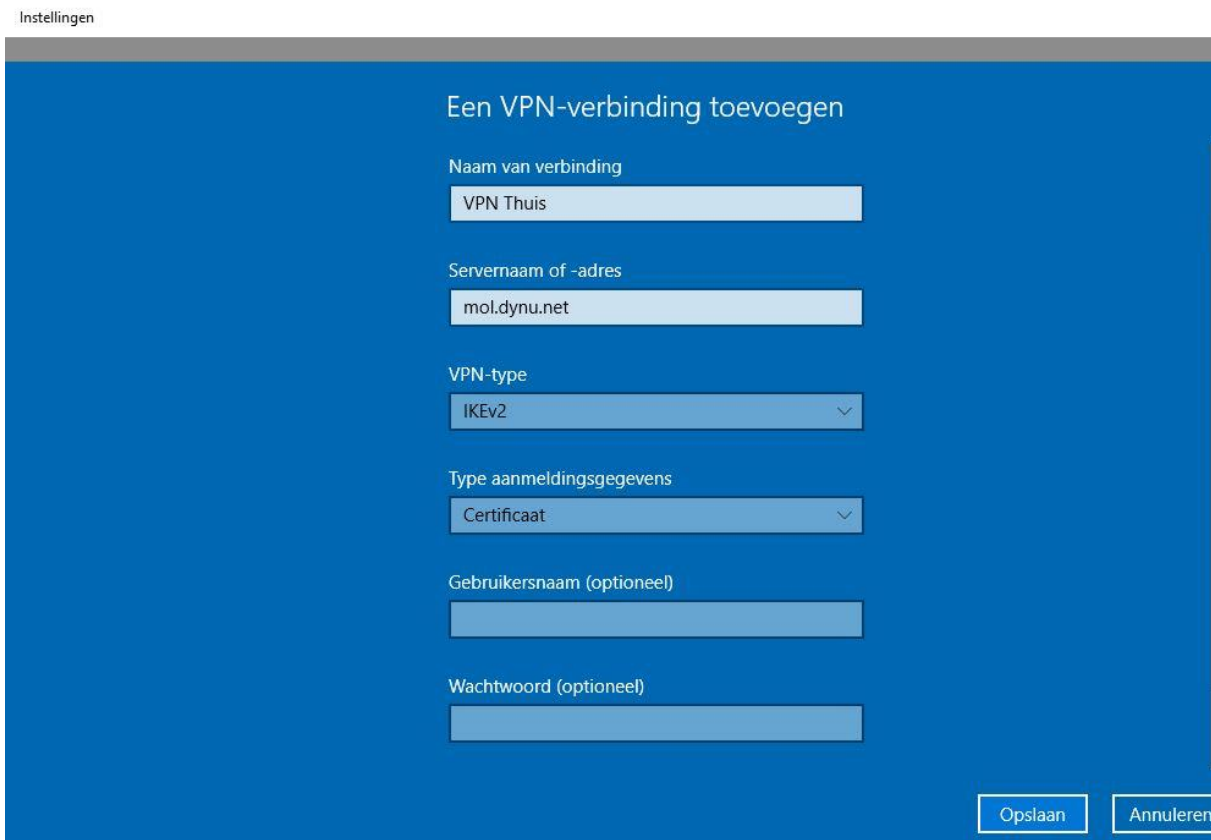 Instellingen
Een VPN-verbinding toevoegen
Naam van verbinding
VPN Thuis
Servernaam of -adres
mol.dynu.net
VPN-type
IKEv2
Type aanmeldingsgegevens
Certificaat
Gebruikersnaam (optioneel)
Wachtwoord (optioneel)
Opslaan
Annuleren